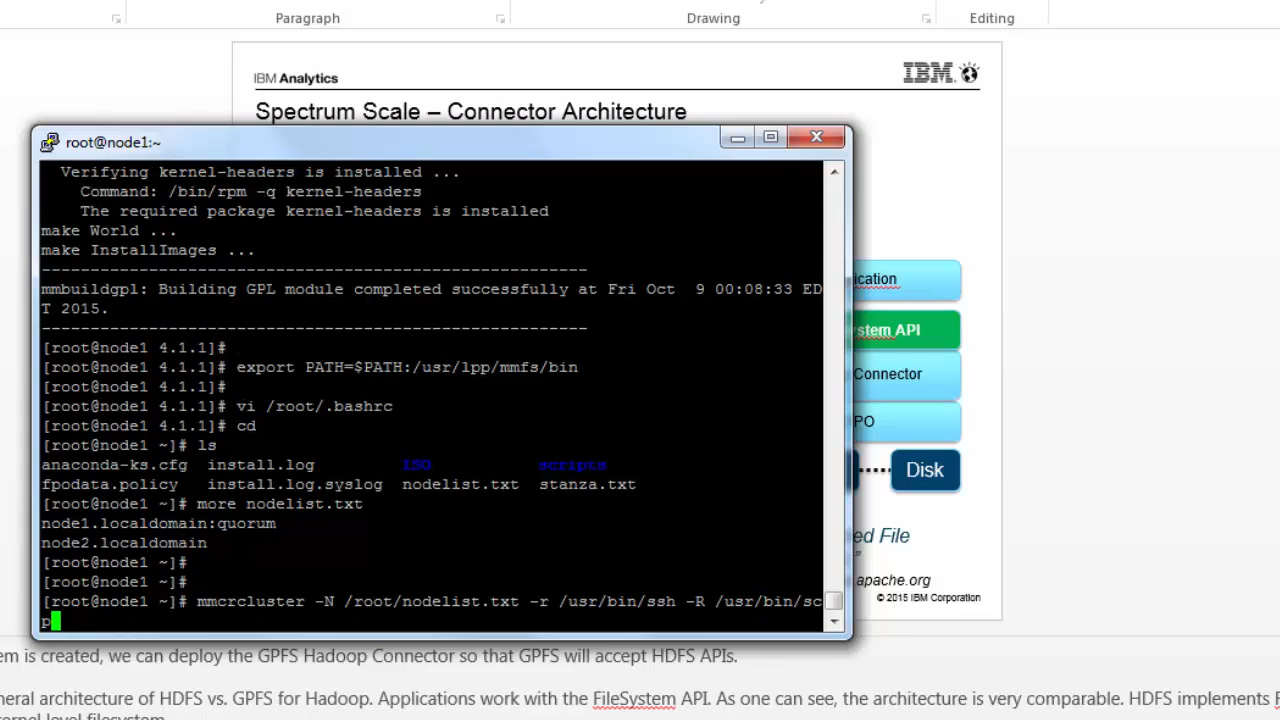 Paragraph
Drawing
Editing
IBM Analytics
IBM
Spectrum Scale – Connector Architecture
root@node1:~
Verifying kernel-headers is installed ...
Command: /bin/rpm -q kernel-headers
The required package kernel-headers is installed
make World ...
make InstallImages ...
--------------------------------------------------------
mmbuildgpl: Building GPL module completed successfully at Fri Oct  9 00:08:33 ED
T 2015.
--------------------------------------------------------
[root@node1 4.1.1]#
[root@node1 4.1.1]# export PATH=$PATH:/usr/lpp/mmfs/bin
[root@node1 4.1.1]#
[root@node1 4.1.1]# vi /root/.bashrc
[root@node1 4.1.1]# cd
[root@node1 ~]# ls
anaconda-ks.cfg  install.log         ISO           scripts
fpodata.policy   install.log.syslog  nodelist.txt  stanza.txt
[root@node1 ~]# more nodelist.txt
node1.localdomain:quorum
node2.localdomain
[root@node1 ~]#
[root@node1 ~]#
[root@node1 ~]# mmcrcluster -N /root/nodelist.txt -r /usr/bin/ssh -R /usr/bin/sc
p
ication
ystem API
Connector
PO
Disk
ed File
apache.org
© 2015 IBM Corporation
em is created, we can deploy the GPFS Hadoop Connector so that GPFS will accept HDFS APIs.
neral architecture of HDFS vs. GPFS for Hadoop. Applications work with the FileSystem API. As one can see, the architecture is very comparable. HDFS implements
ernel level filesystem